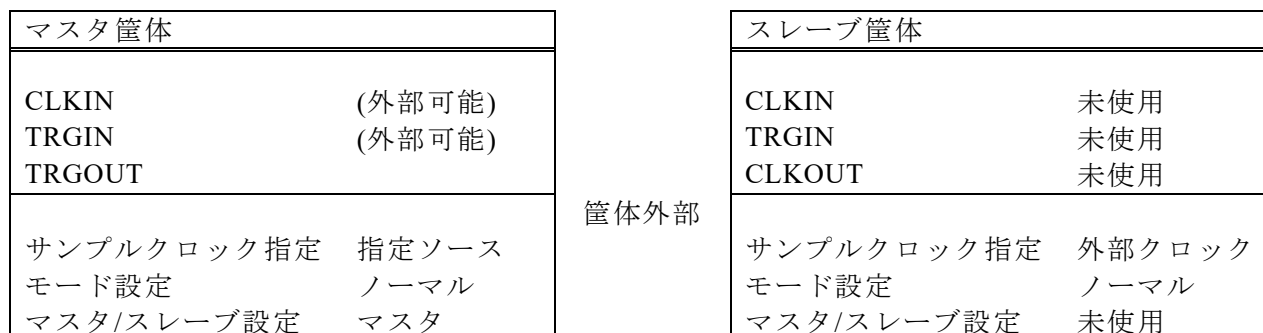 マスタ筐体
CLKIN (外部可能)
TRGIN (外部可能)
TRGOUT
サンプルクロック指定 指定ソース
モード設定 ノーマル
マスタ/スレーブ設定 マスタ
筐体外部
スレーブ筐体
CLKIN 未使用
TRGIN 未使用
CLKOUT 未使用
サンプルクロック指定 外部クロック
モード設定 ノーマル
マスタ/スレーブ設定 未使用